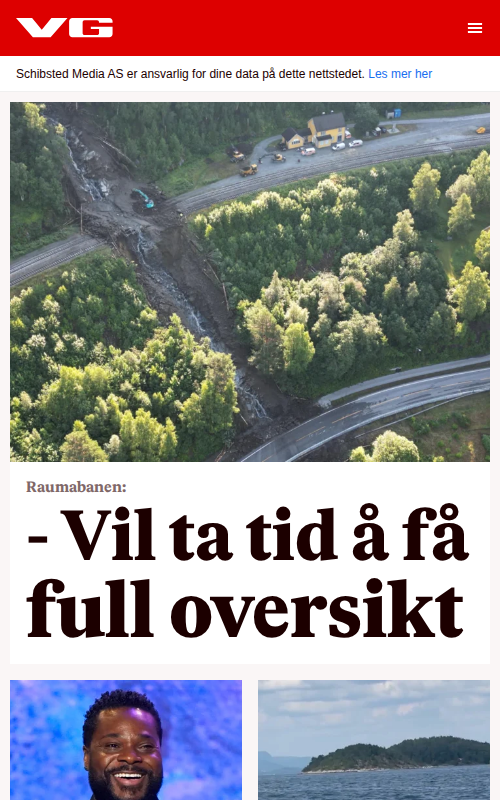 VG
Schibsted Media AS er ansvarlig for dine data på dette nettstedet. Les mer her
Raumabanen:
- Vil ta tid å få
full oversikt